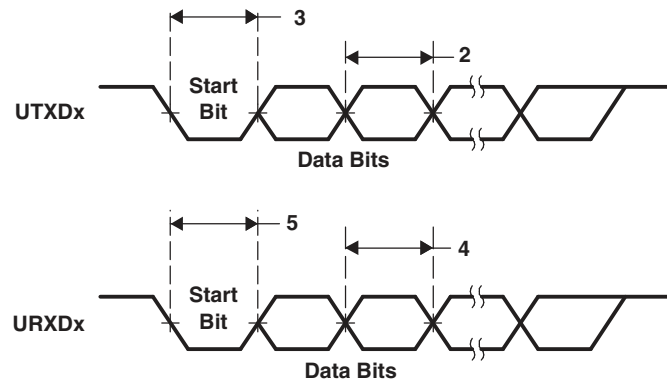 3
2
Start
Bit
UTXDx
Data Bits
5
4
Start
Bit
URXDx
Data Bits